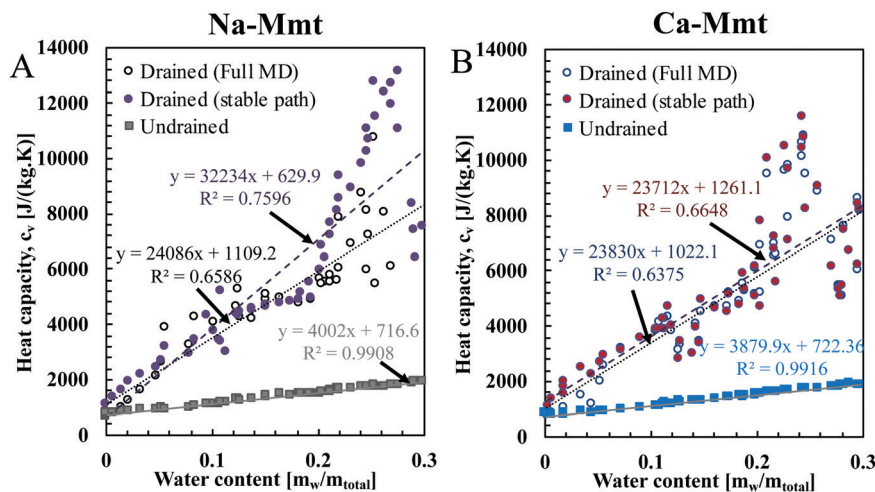 Na-Mmt
Ca-Mmt
A
14000
12000
10000
8000
6000
4000
2000
0
Heat capacity, cv [J/(kg.K)]
Drained (Full MD)
Drained (stable path)
Undrained
y = 32234x + 629.9
R² = 0.7596
y = 24086x + 1109.2
R² = 0.6586
y = 4002x + 716.6
R² = 0.9908
0
0.1
0.2
0.3
Water content [mw/mtotal]
B
14000
12000
10000
8000
6000
4000
2000
0
Heat capacity, cv [J/(kg.K)]
Drained (Full MD)
Drained (stable path)
Undrained
y = 23712x + 1261.1
R² = 0.6648
y = 23830x + 1022.1
R² = 0.6375
y = 3879.9x + 722.36
R² = 0.9916
0
0.1
0.2
0.3
Water content [mw/mtotal]